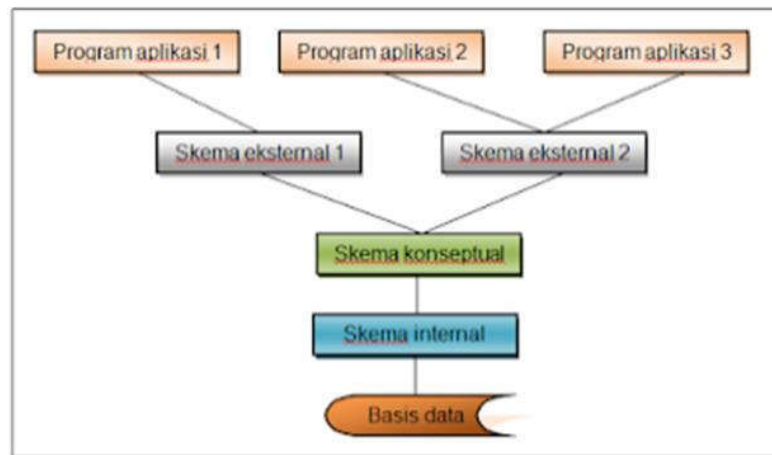 Program aplikasi 1
Program aplikasi 2
Program aplikasi 3
Skema eksternal 1
Skema eksternal 2
Skema konseptual
Skema internal
Basis data